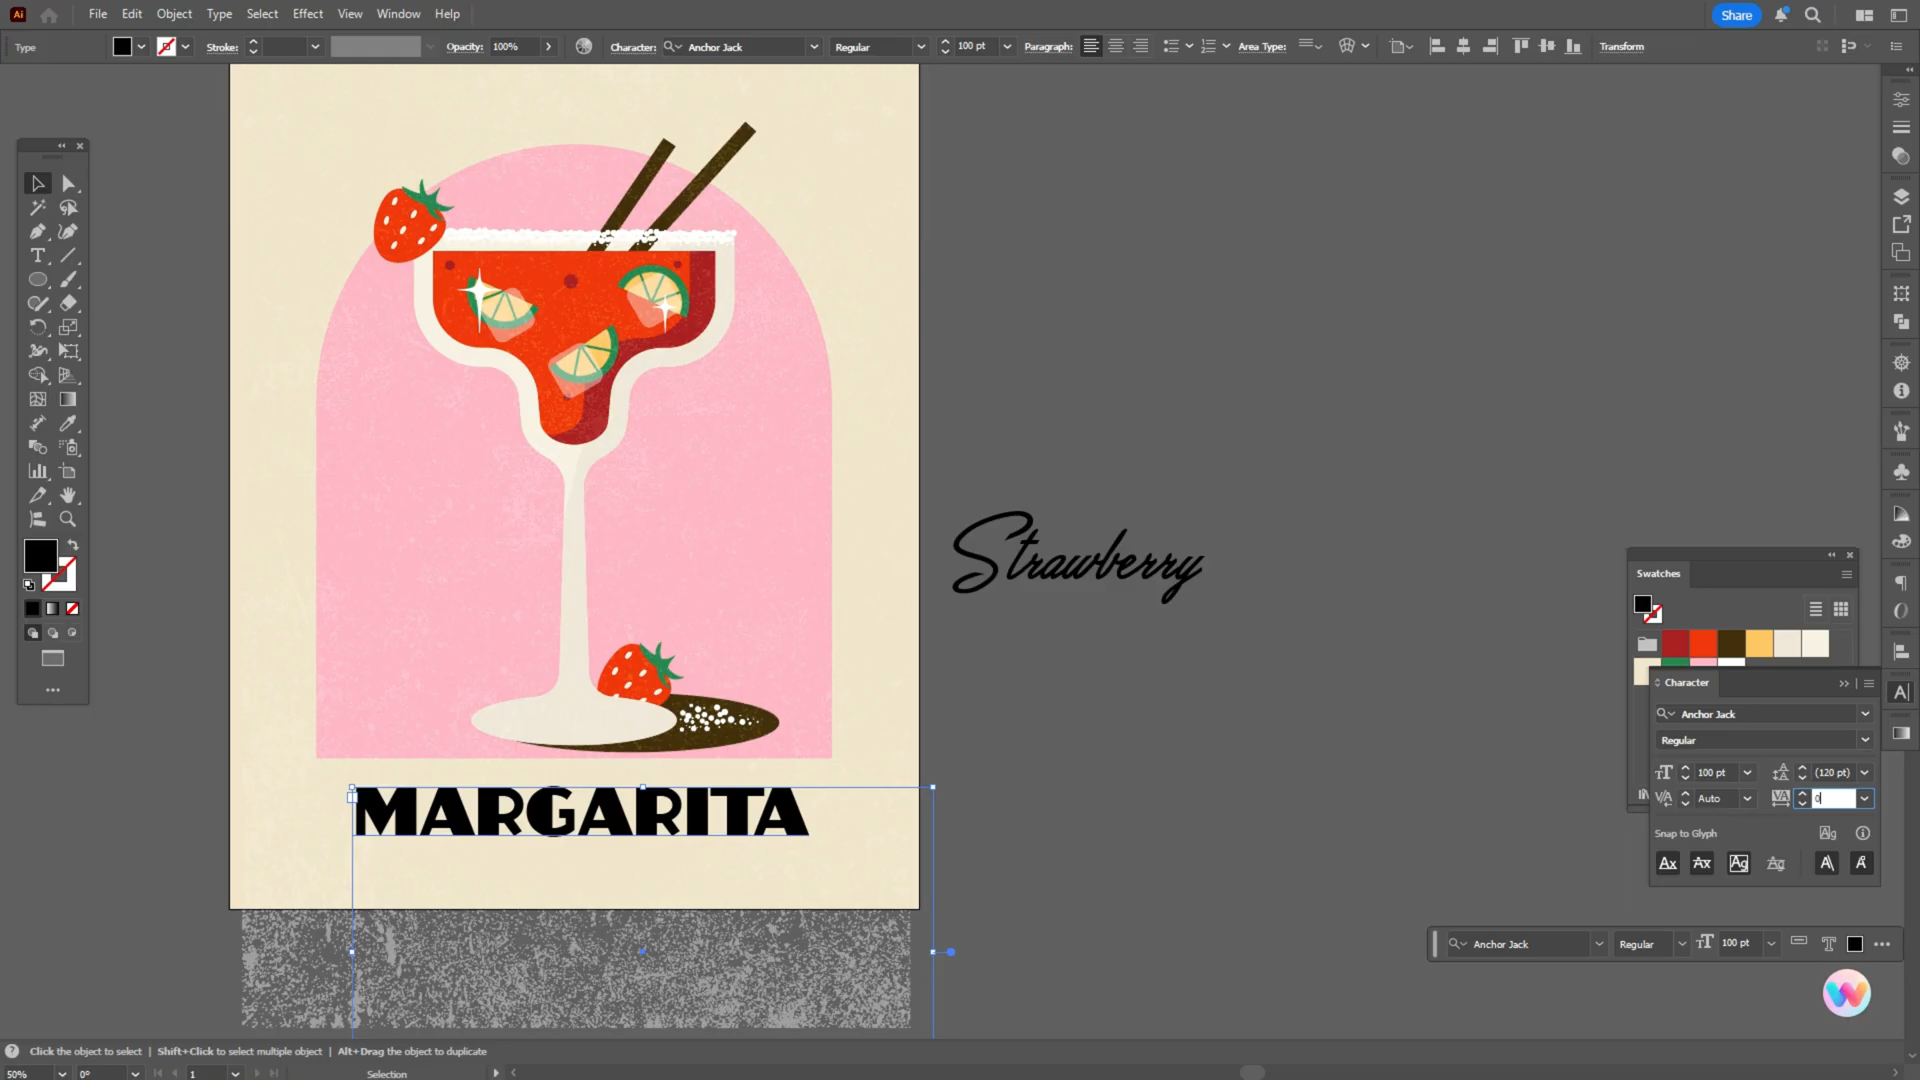 Ai File Edit Object Type Select Effect View Window Help Share
Type Stroke: Opacity: 100% Character: Anchor Jack Regular 100 pt Paragraph: Area Type: Transform
Strawberry
MARGARITA
Swatches
Character
Anchor Jack
Regular
100 pt (120 pt)
Auto 0
Snap to Glyph
Anchor Jack Regular 100 pt
Click the object to select | Shift+Click to select multiple object | Alt+Drag the object to duplicate
50% 0° 1 Selection